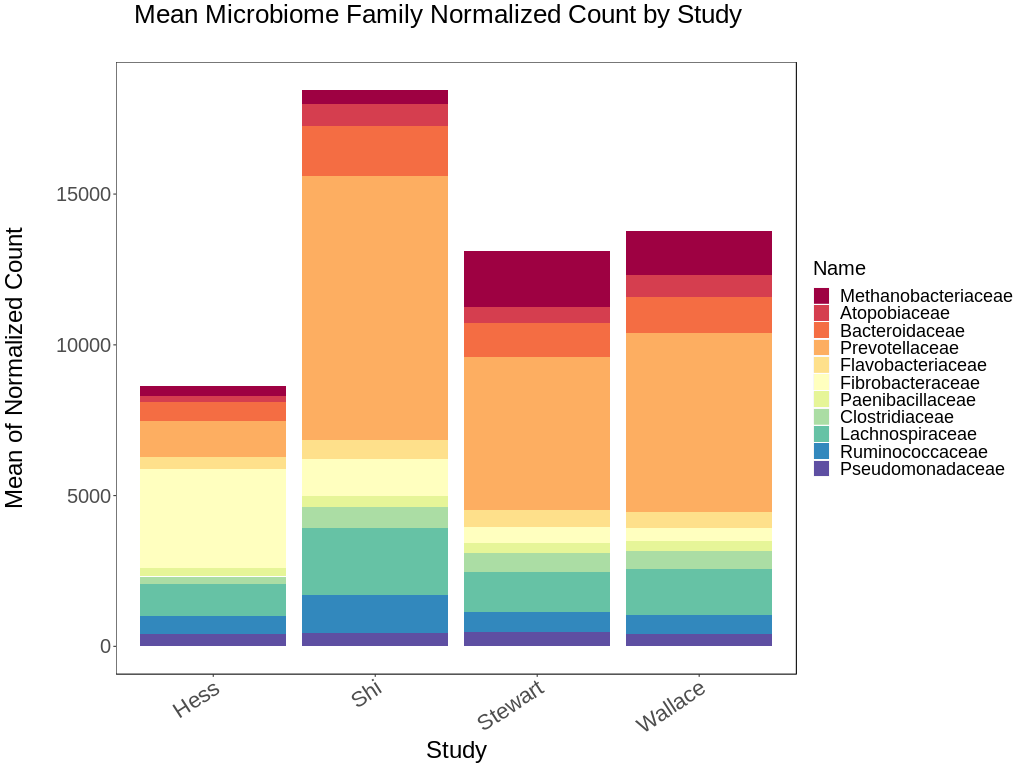 Mean Microbiome Family Normalized Count by Study
Mean of Normalized Count
15000
10000
5000
0
Hess
Shi
Stewart
Wallace
Study
Name
Methanobacteriaceae
Atopobiaceae
Bacteroidaceae
Prevotellaceae
Flavobacteriaceae
Fibrobacteraceae
Paenibacillaceae
Clostridiaceae
Lachnospiraceae
Ruminococcaceae
Pseudomonadaceae